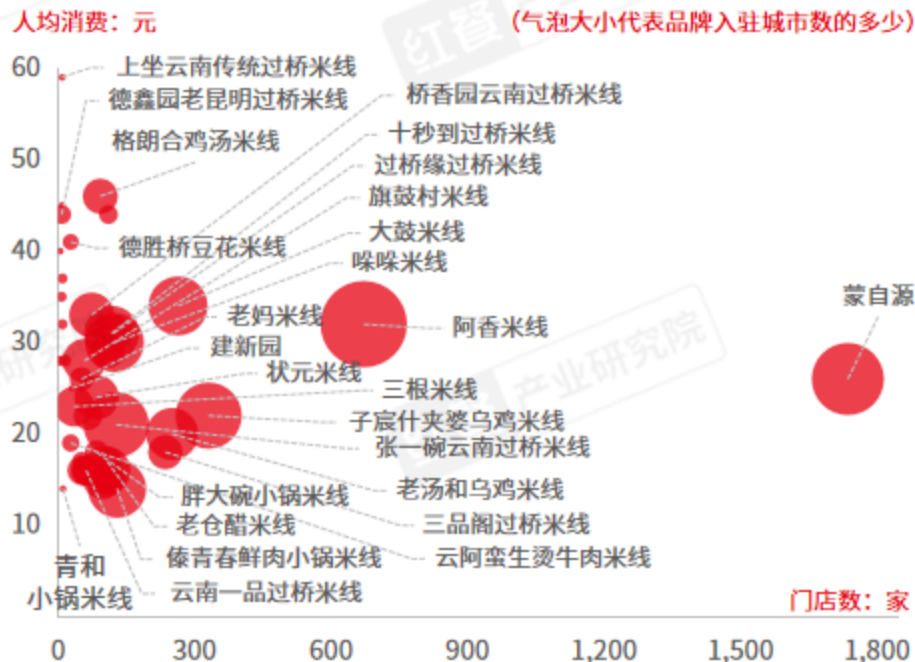 人均消费：元
（气泡大小代表品牌入驻城市数的多少）
红餐
60
上坐云南传统过桥米线
德鑫园老昆明过桥米线
桥香园云南过桥米线
格朗合鸡汤米线
十秒到过桥米线
50
过桥缘过桥米线
旗鼓村米线
40
德胜桥豆花米线
大鼓米线
哚哚米线
蒙自源
30
老妈米线
阿香米线
建新园
状元米线
三根米线
产业研究院
研究院
20
子宸什夹婆乌鸡米线
张一碗云南过桥米线
老汤和乌鸡米线
胖大碗小锅米线
10
老仓醋米线
三品阁过桥米线
青和
小锅米线
傣青春鲜肉小锅米线
云阿蛮生烫牛肉米线
云南一品过桥米线
门店数：家
0
300
600
900
1,200
1,500
1,800